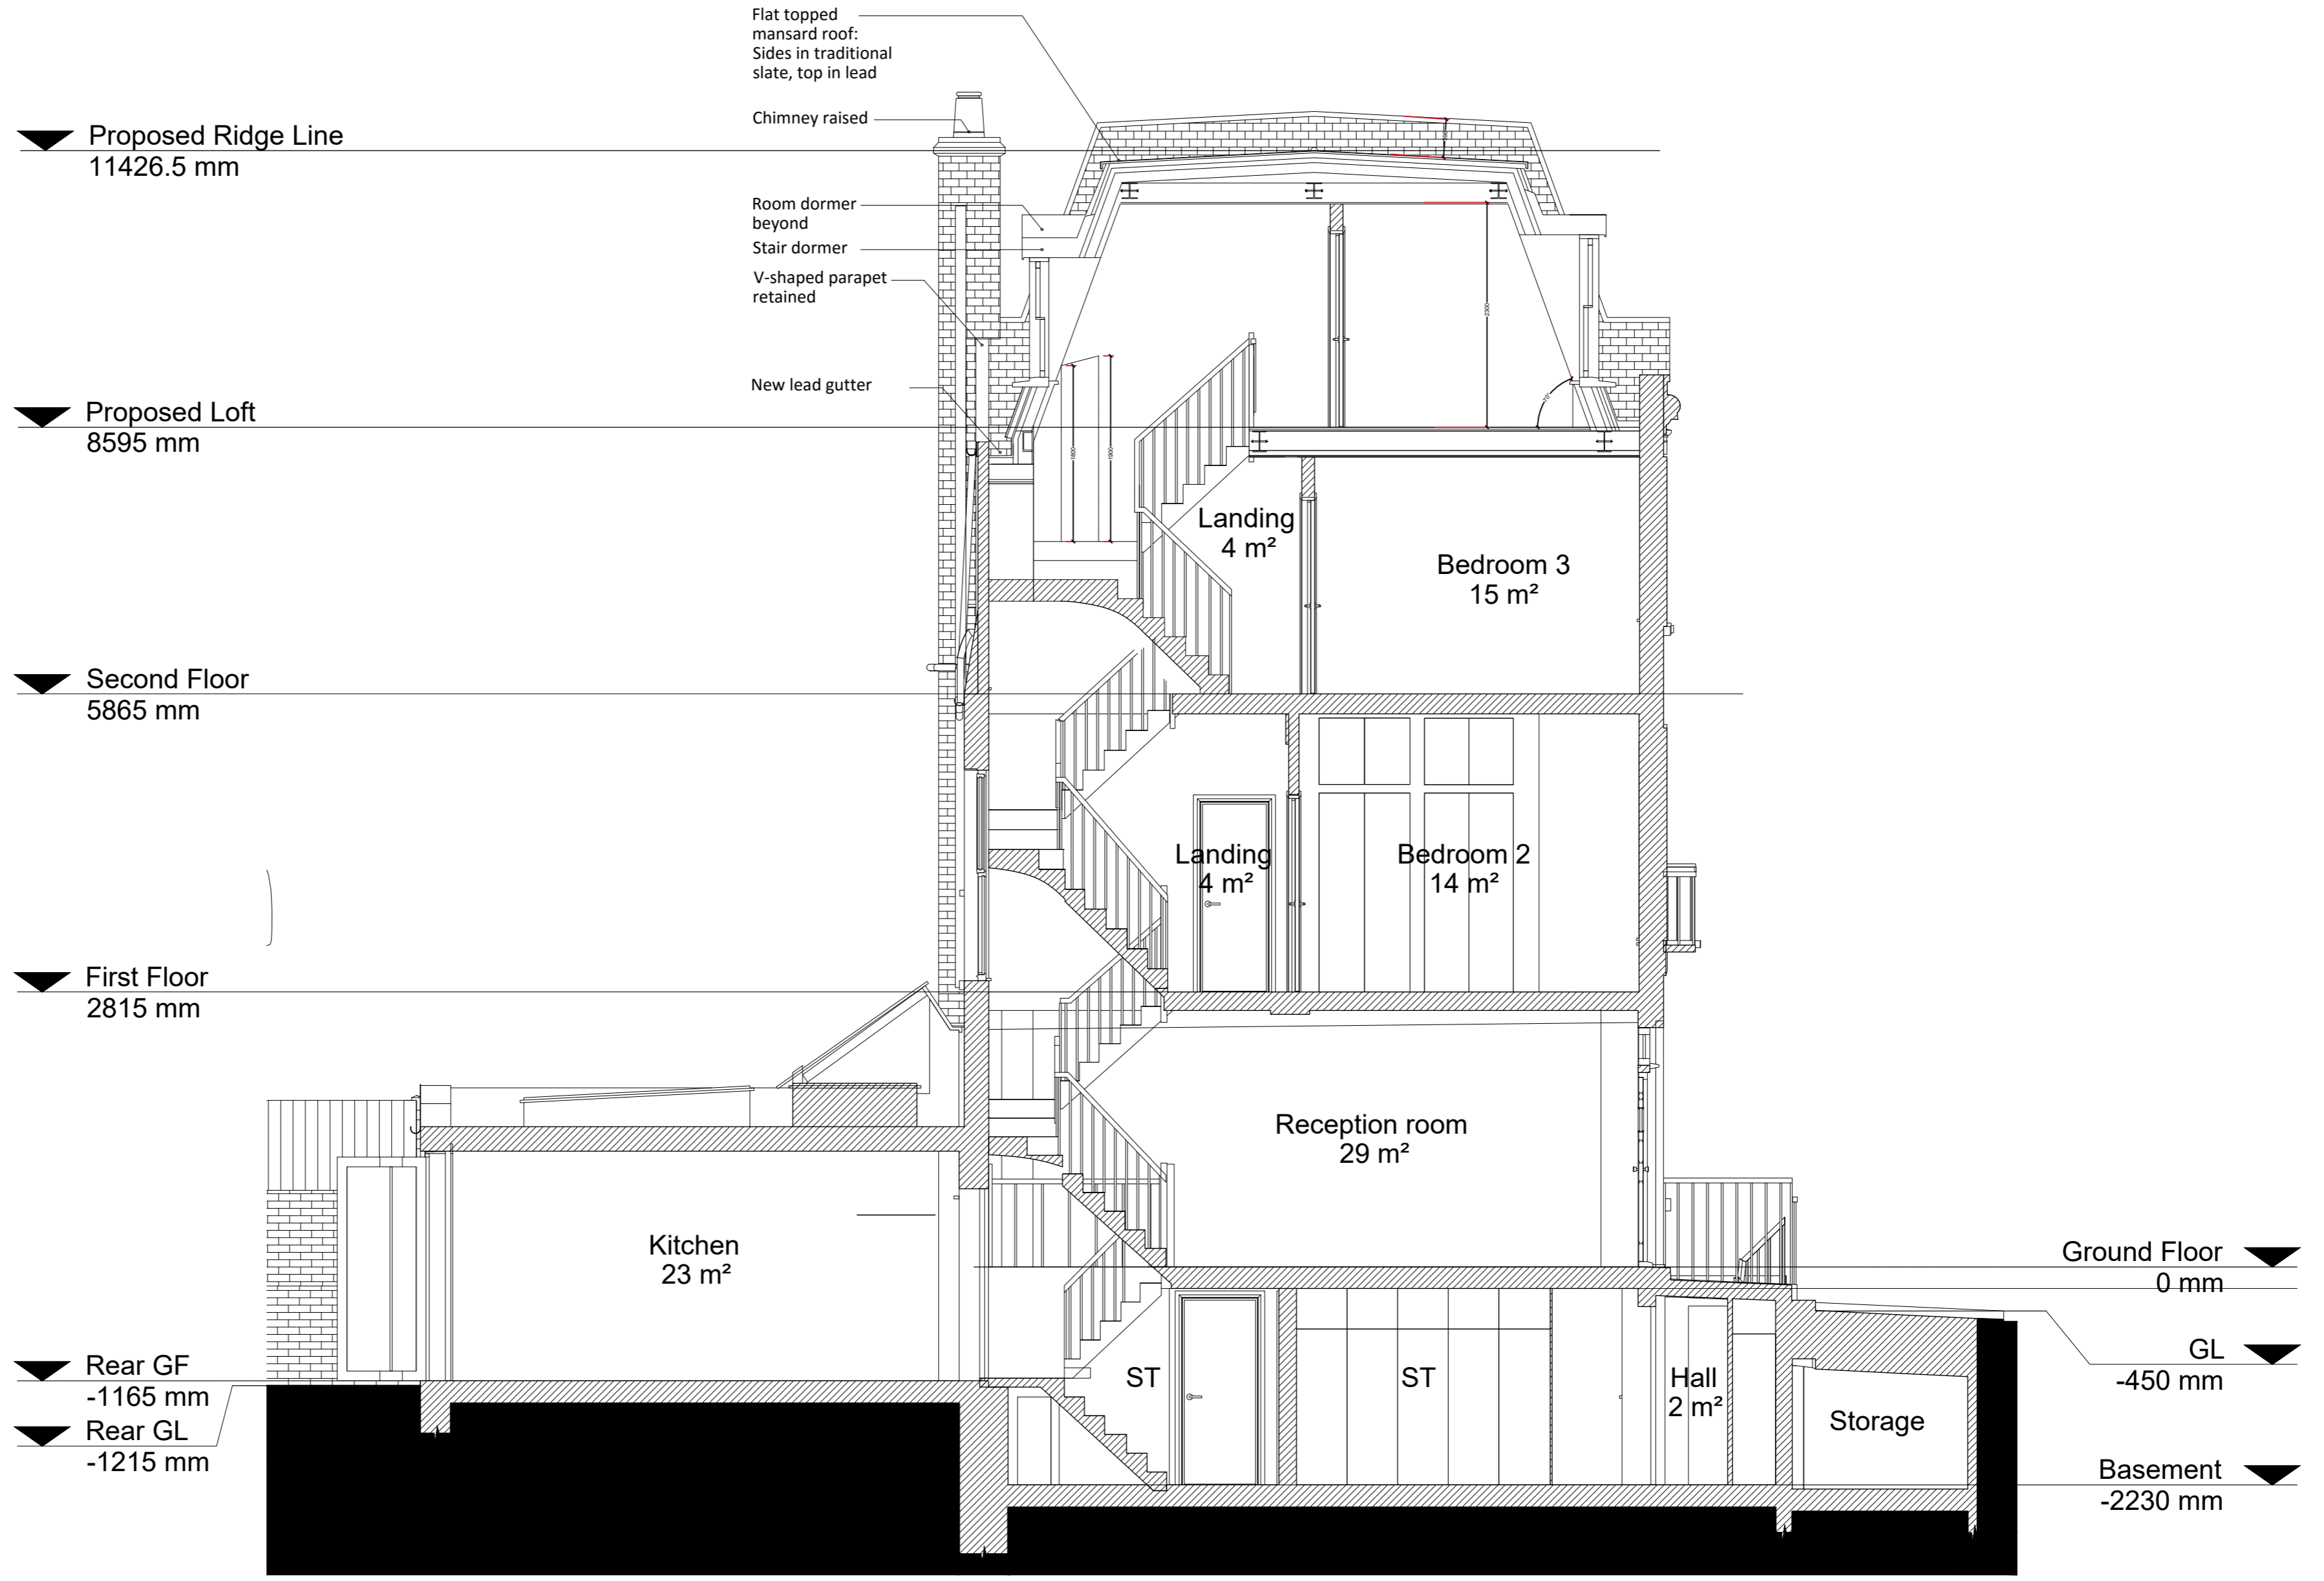 Flat topped
mansard roof:
Sides in traditional
slate, top in lead
Chimney raised
Proposed Ridge Line
11426.5 mm
Room dormer
beyond
Stair dormer
V-shaped parapet
retained
2300
New lead gutter
70°
Proposed Loft
8595 mm
1800
1900
Landing
4 m²
Bedroom 3
15 m²
Second Floor
5865 mm
Landing
4 m²
Bedroom 2
14 m²
First Floor
2815 mm
Reception room
29 m²
Kitchen
23 m²
Ground Floor
0 mm
Rear GF
-1165 mm
Rear GL
-1215 mm
ST
ST
Hall
2 m²
Storage
GL
-450 mm
Basement
-2230 mm